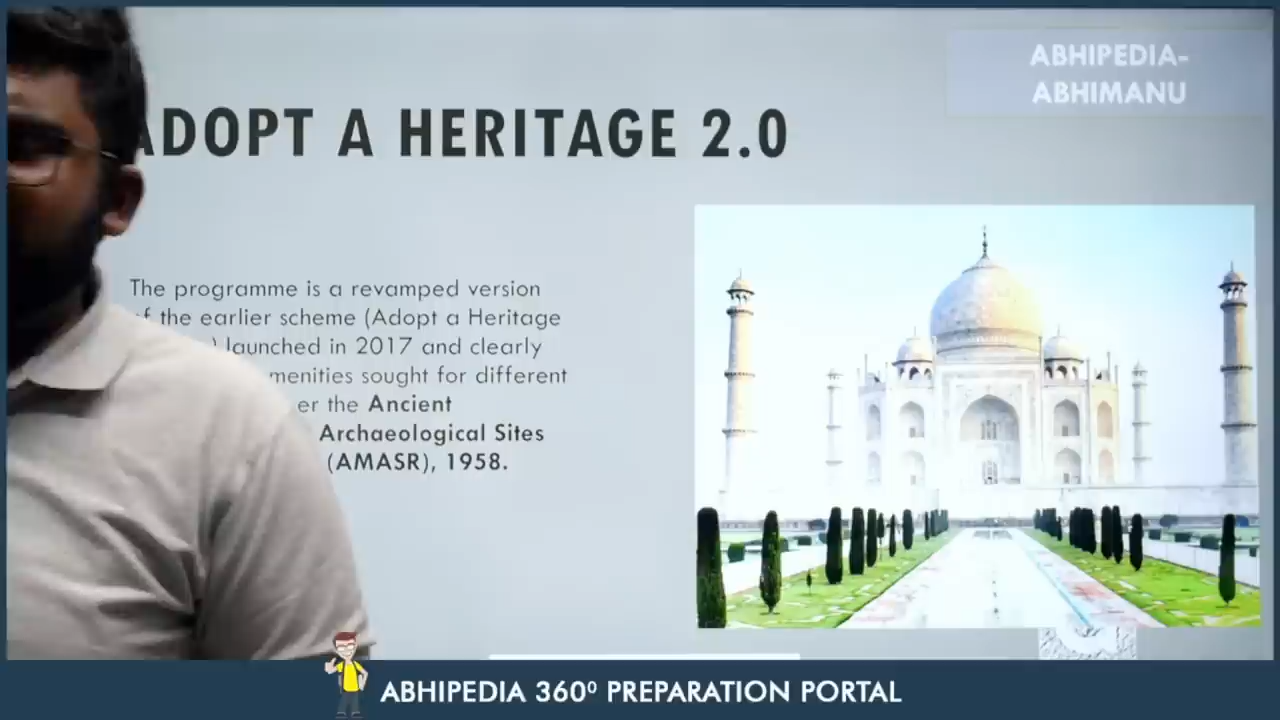 ABHIPEDIA-
ABHIMANU
ADOPT A HERITAGE 2.0
The programme is a revamped version
of the earlier scheme (Adopt a Heritage
) launched in 2017 and clearly
menities sought for different
er the Ancient
Archaeological Sites
(AMASR), 1958.
ABHIPEDIA 360⁰ PREPARATION PORTAL